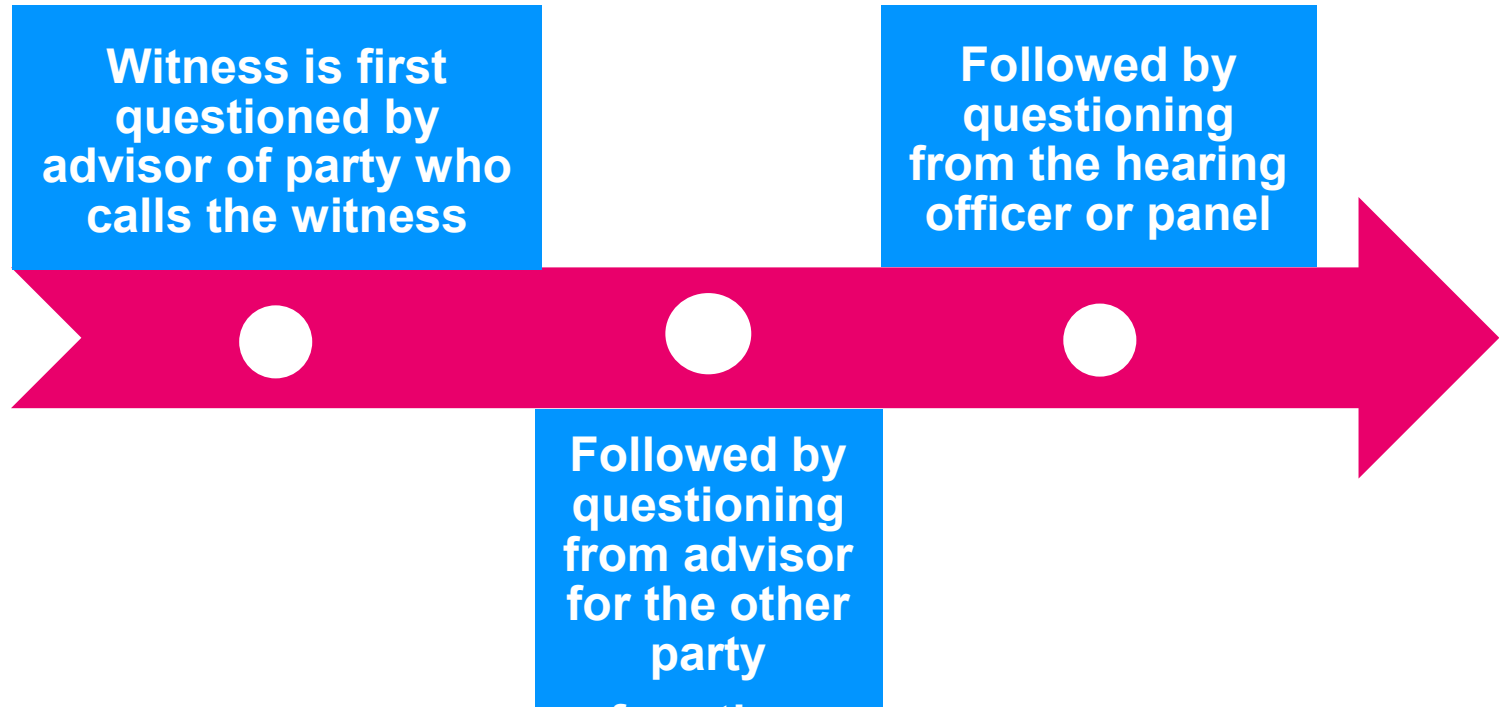 Witness is first
questioned by
advisor of party who
calls the witness
Followed by
questioning
from advisor
for the other
party
Followed by
questioning
from the hearing
officer or panel